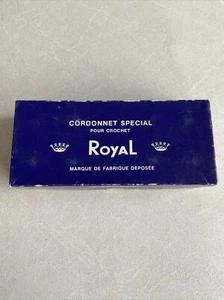 CORDONNET SPECIAL
POUR CROCHET
ROYAL
MARQUE DE FABRIQUE DEPOSÉE